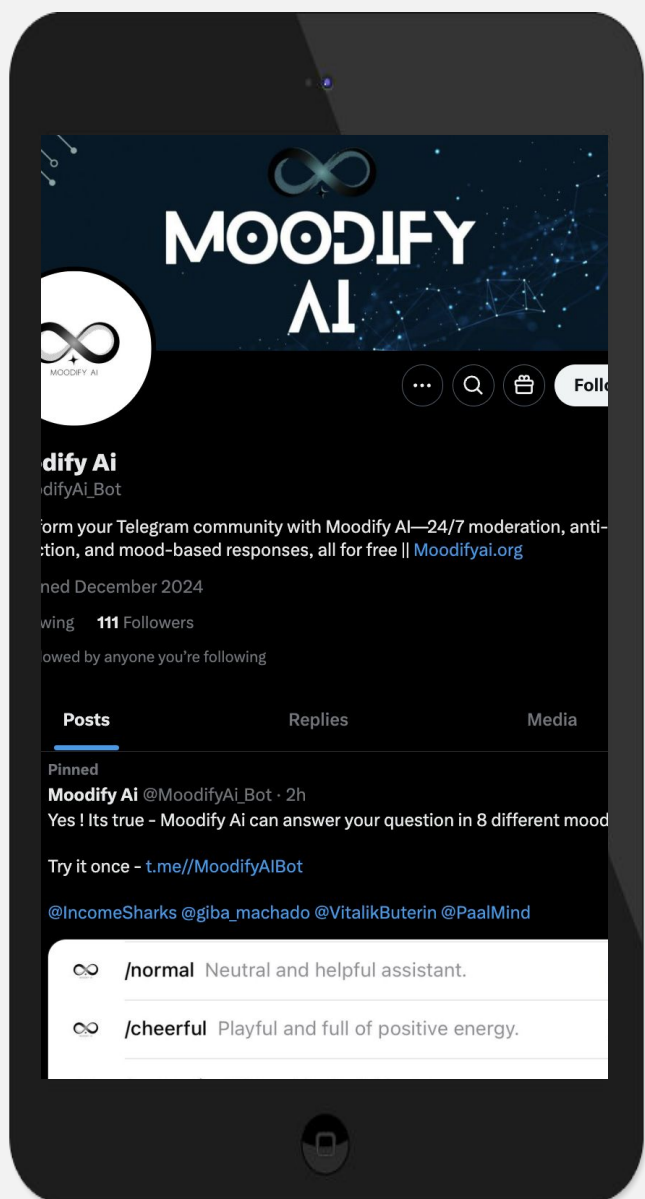 MOODIFY
AI
MOODIFY AI
dify Ai
difyAi_Bot
form your Telegram community with Moodify AI—24/7 moderation, anti-
ction, and mood-based responses, all for free || Moodifyai.org
ned December 2024
wing 111 Followers
owed by anyone you’re following
Posts Replies Media
Pinned
Moodify Ai @MoodifyAi_Bot · 2h
Yes ! Its true – Moodify Ai can answer your question in 8 different mood
Try it once – t.me//MoodifyAIBot
@IncomeSharks @giba_machado @VitalikButerin @PaalMind
/normal Neutral and helpful assistant.
/cheerful Playful and full of positive energy.